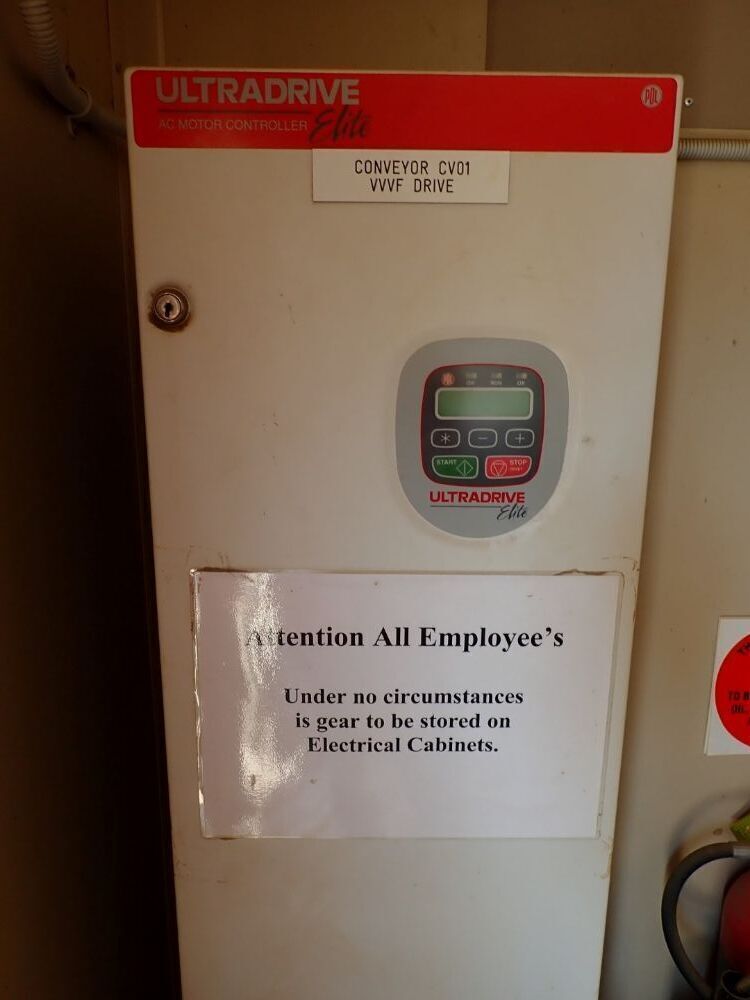 ULTRADRIVE
AC MOTOR CONTROLLER Elite
PDL
CONVEYOR CV01
VVVF DRIVE
START
STOP
ULTRADRIVE
Elite
Attention All Employee's
Under no circumstances
is gear to be stored on
Electrical Cabinets.